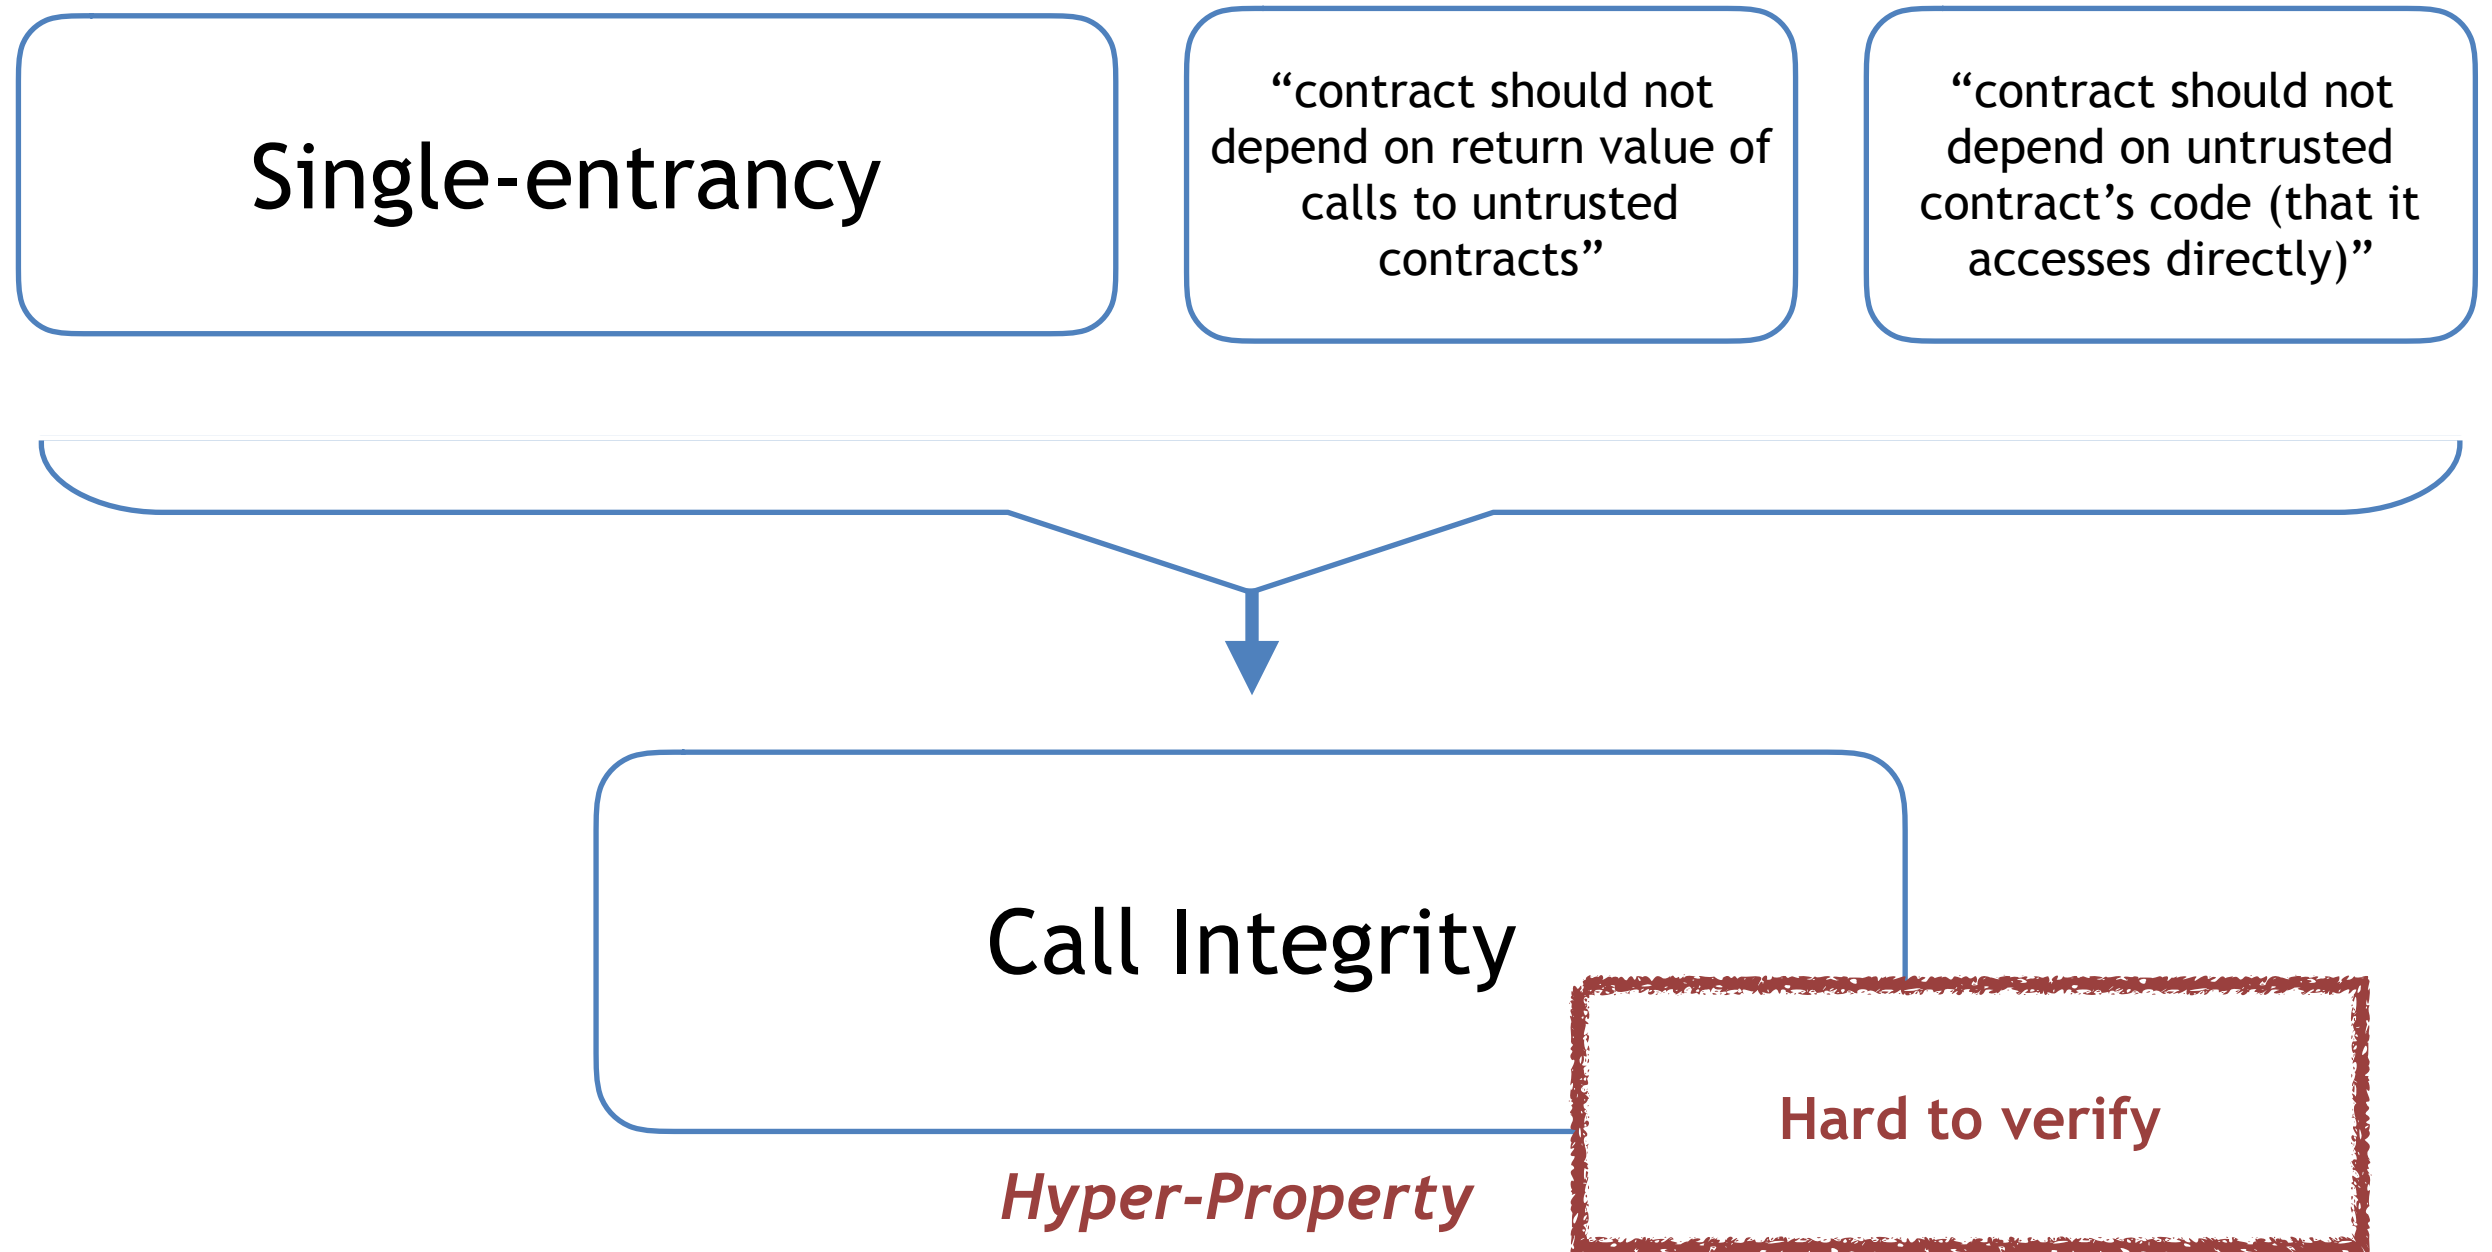 Single-entrancy
“contract should not
depend on return value of
calls to untrusted
contracts”
“contract should not
depend on untrusted
contract’s code (that it
accesses directly)”
Call Integrity
Hard to verify
Hyper-Property